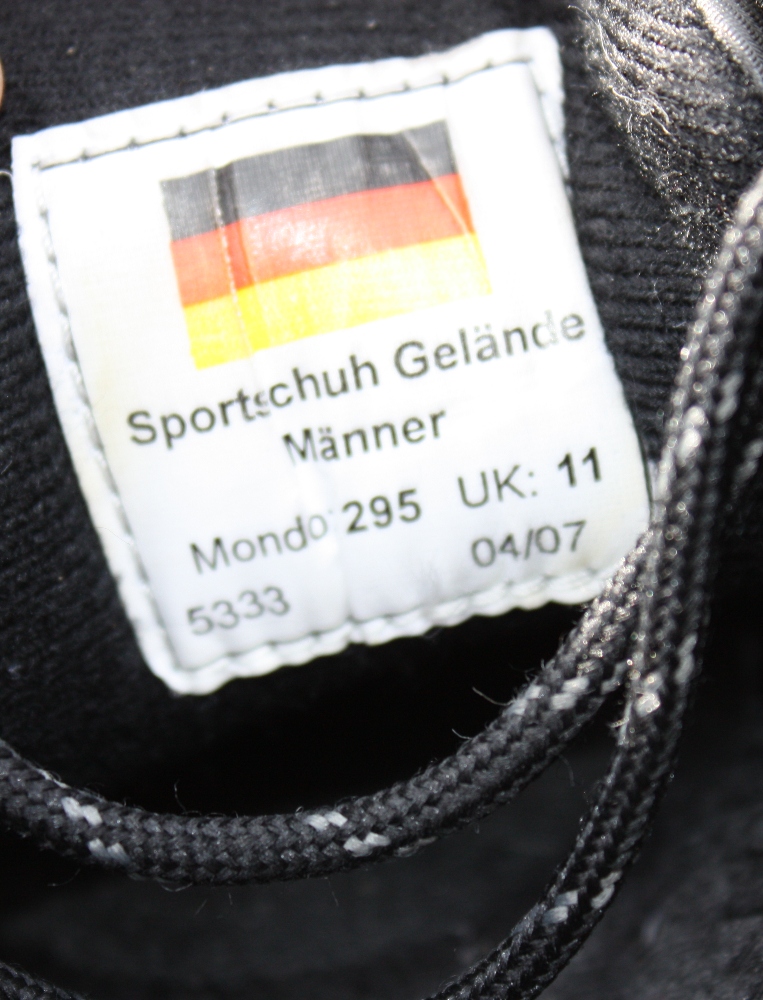 Sportschuh Gelände
Männer
Mondo 295 UK: 11
5333 04/07